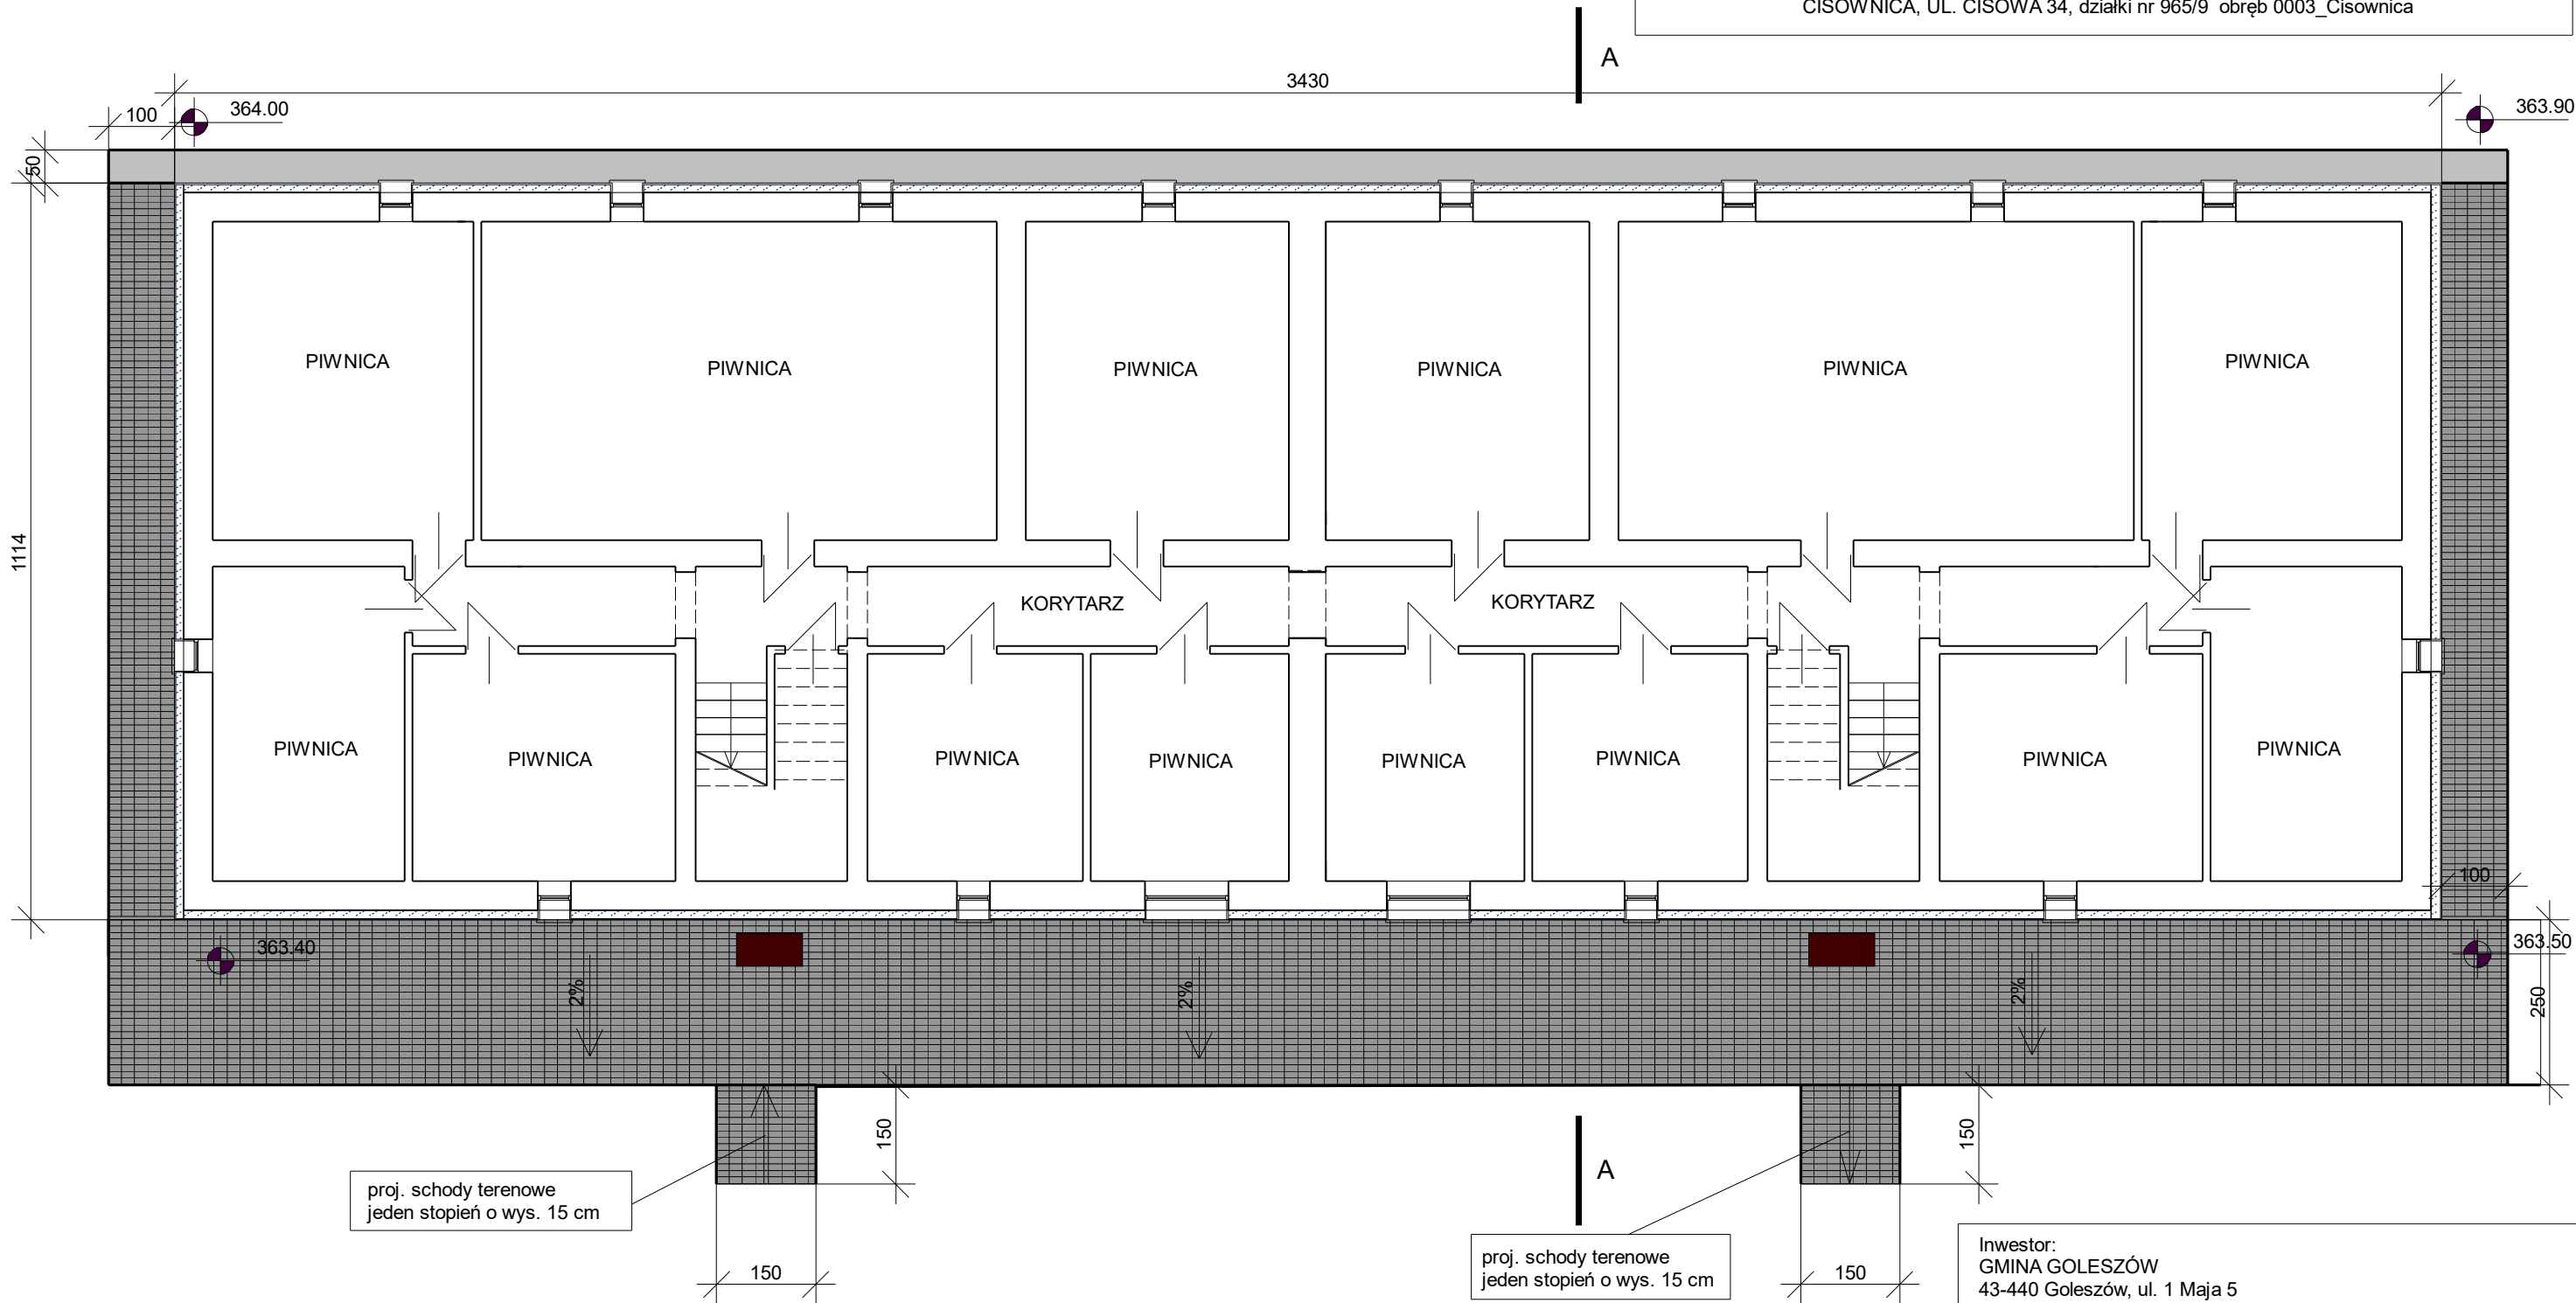 CISOWNICA, UL. CISOWA 34, działki nr 965/9 obręb 0003_Cisownica
A
3430
100
364.00
363.90
50
1114
PIWNICA
PIWNICA
PIWNICA
PIWNICA
PIWNICA
PIWNICA
KORYTARZ
KORYTARZ
PIWNICA
PIWNICA
PIWNICA
PIWNICA
PIWNICA
PIWNICA
PIWNICA
PIWNICA
100
363.40
363.50
2%
2%
2%
250
150
150
A
proj. schody terenowe
jeden stopień o wys. 15 cm
150
proj. schody terenowe
jeden stopień o wys. 15 cm
150
Inwestor:
GMINA GOLESZÓW
43-440 Goleszów, ul. 1 Maja 5